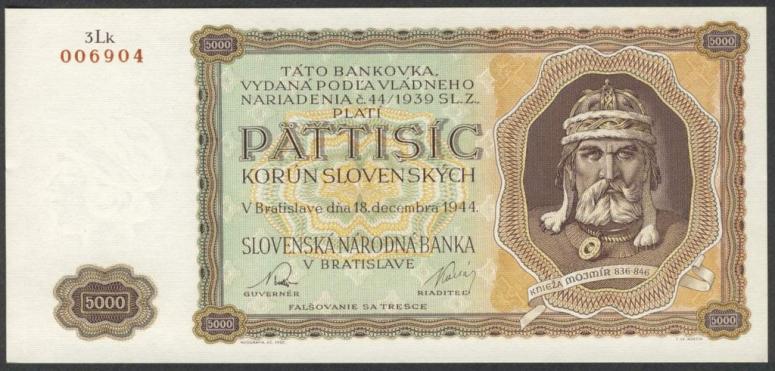 3Lk
006904
5000
5000
TÁTO BANKOVKA,
VYDANÁ PODĽA VLÁDNEHO
NARIADENIA č. 44/1939 SL. Z.,
PLATÍ
PÄŤTISÍC
KORÚN SLOVENSKÝCH
V Bratislave dňa 18. decembra 1944.
SLOVENSKÁ NÁRODNÁ BANKA
V BRATISLAVE
GUVERNÉR
RIADITEĽ
FALŠOVANIE SA TRESCE
KNIEŽA MOJMÍR 836-846
5000
5000
5000